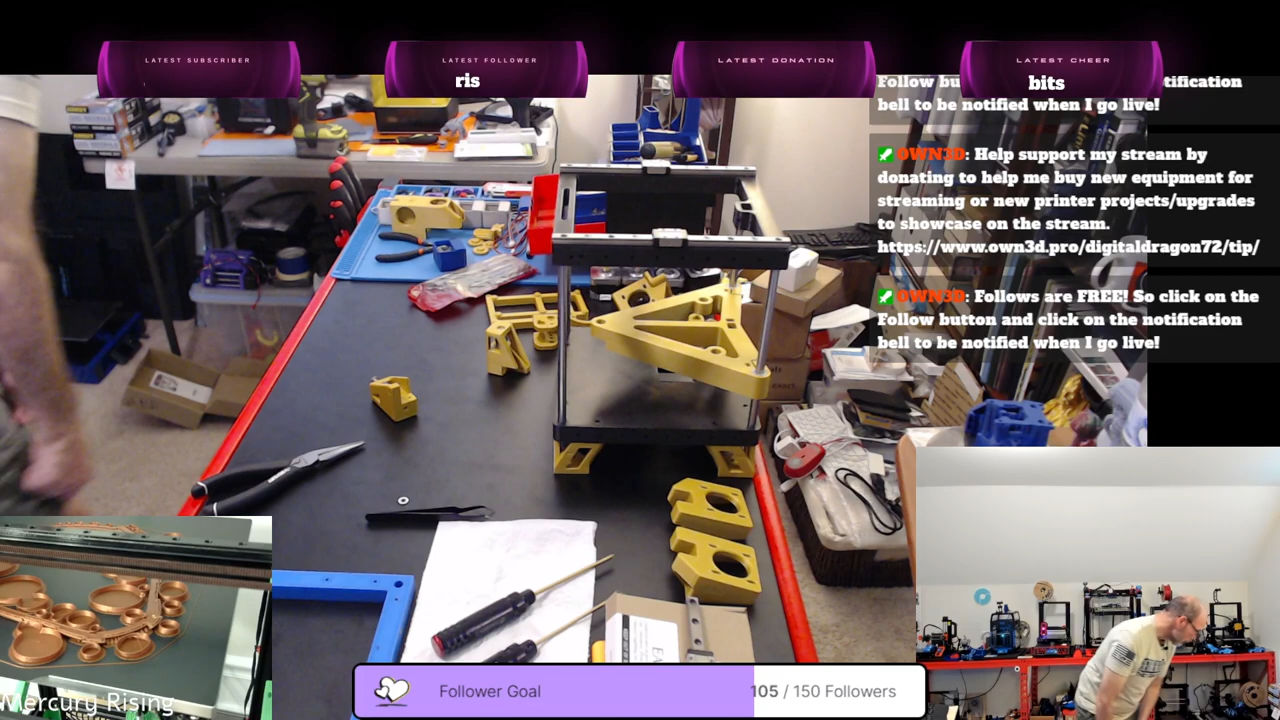 LATEST SUBSCRIBER
LATEST FOLLOWER
ris
LATEST DONATION
LATEST CHEER
bits
Follow bu tification
bell to be notified when I go live!
OWN3D: Help support my stream by
donating to help me buy new equipment for
streaming or new printer projects/upgrades
to showcase on the stream.
https://www.own3d.pro/digitaldragon72/tip/
OWN3D: Follows are FREE! So click on the
Follow button and click on the notification
bell to be notified when I go live!
Mercury Rising
Follower Goal
105 / 150 Followers